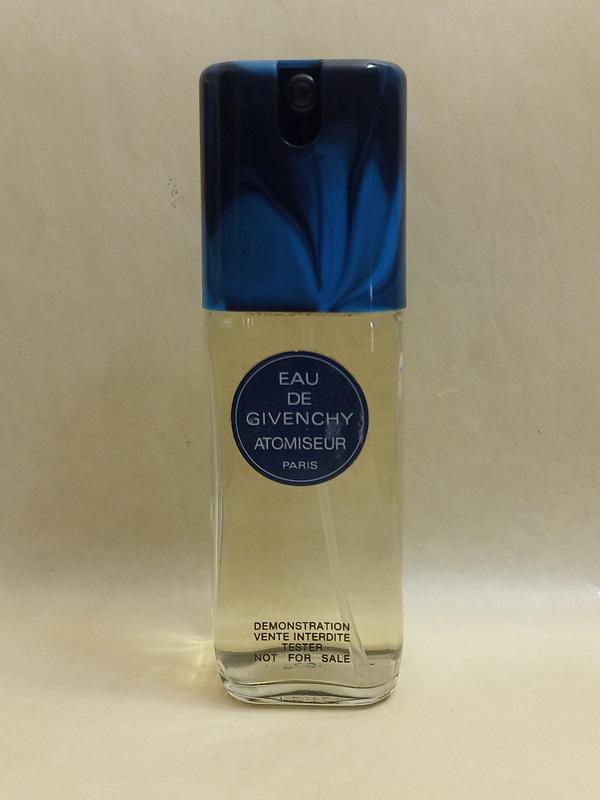 EAU
DE
GIVENCHY
ATOMISEUR
PARIS
DEMONSTRATION
VENTE INTERDITE
TESTER
NOT FOR SALE